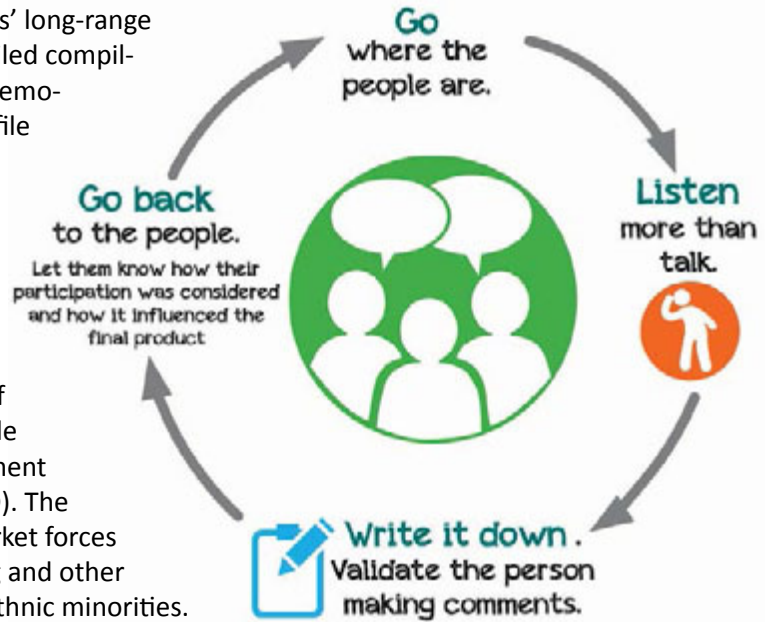 s’ long-range
led compil-
emo-
file
f
le
nent
). The
rket forces
g and other
thnic minorities.
Go
where the
people are.
Listen
more than
talk.
Write it down .
Validate the person
making comments.
Go back
to the people.
Let them know how their
participation was considered
and how it influenced the
final product